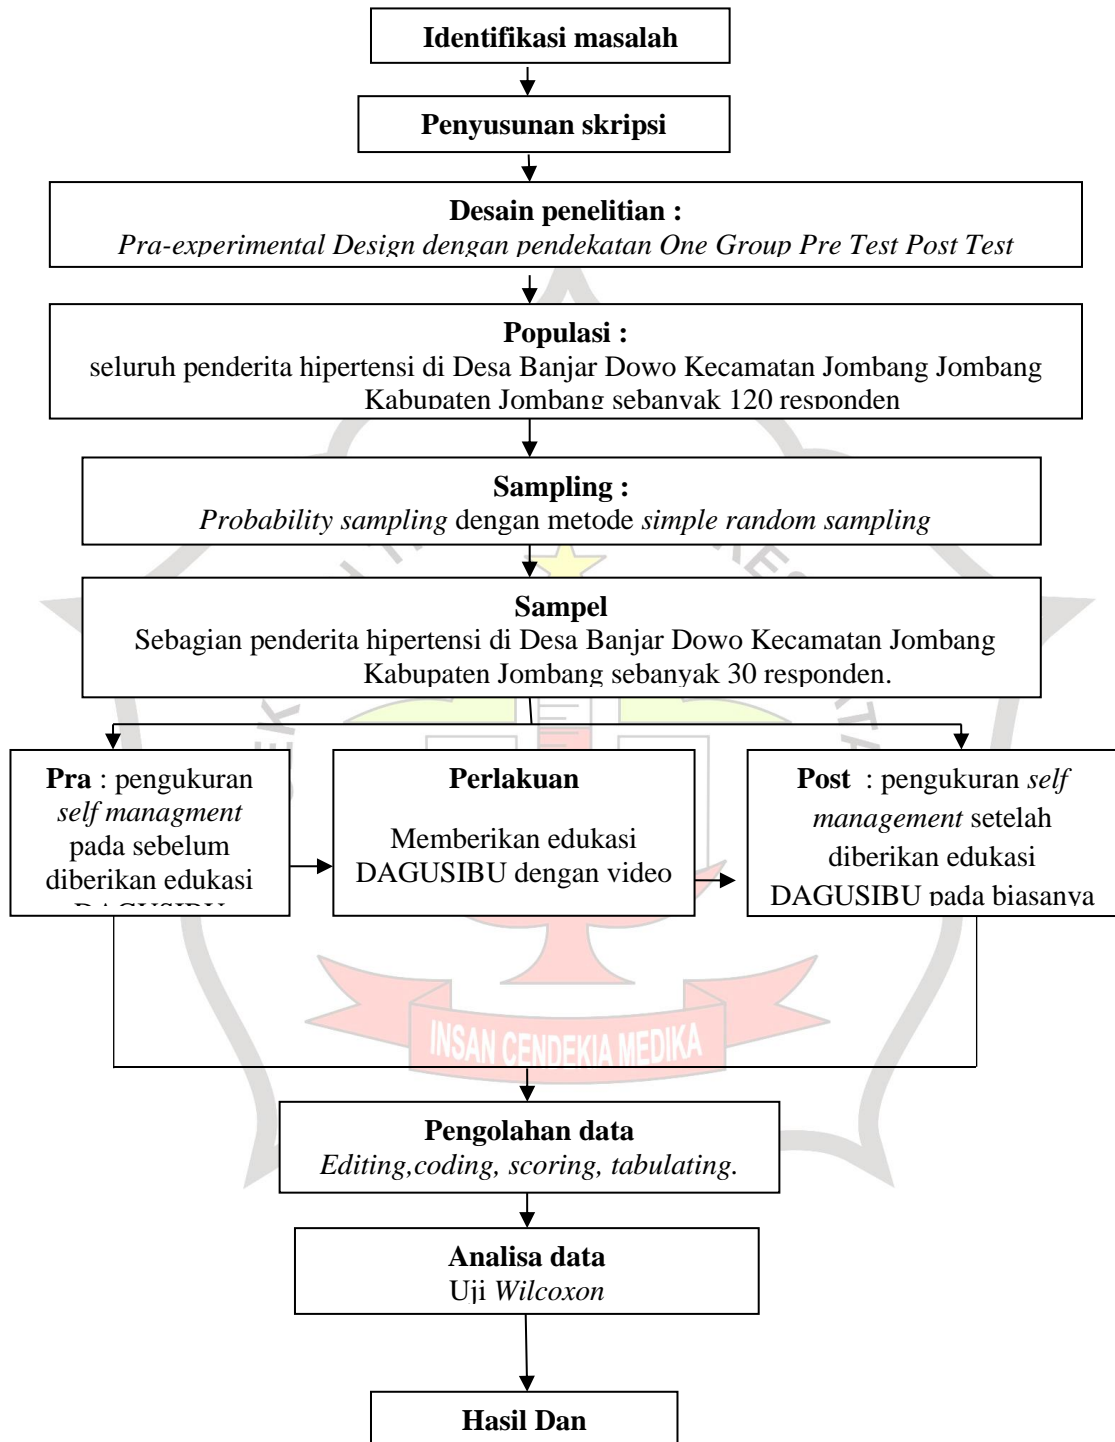 Identifikasi masalah
Penyusunan skripsi
Desain penelitian :
Pra-experimental Design dengan pendekatan One Group Pre Test Post Test
Populasi :
seluruh penderita hipertensi di Desa Banjar Dowo Kecamatan Jombang Jombang
Kabupaten Jombang sebanyak 120 responden
Sampling :
Probability sampling dengan metode simple random sampling
Sampel
Sebagian penderita hipertensi di Desa Banjar Dowo Kecamatan Jombang
Kabupaten Jombang sebanyak 30 responden.
Pra : pengukuran
self managment
pada sebelum
diberikan edukasi
DAGUSIBU
Perlakuan
Memberikan edukasi
DAGUSIBU dengan video
Post : pengukuran self
management setelah
diberikan edukasi
DAGUSIBU pada biasanya
INSAN CENDEKIA MEDIKA
Pengolahan data
Editing,coding, scoring, tabulating.
Analisa data
Uji Wilcoxon
Hasil Dan